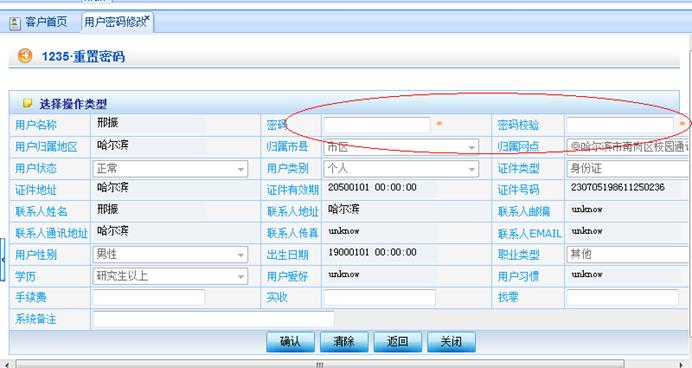 客户首页 用户密码修改
1235·重置密码
选择操作类型
用户名称 邢振 密码 * 密码校验 *
用户归属地区 哈尔滨 归属市县 市区 归属网点 @哈尔滨市南岗区校园通讯
用户状态 正常 用户类别 个人 证件类型 身份证
证件地址 哈尔滨 证件有效期 20500101 00:00:00 证件号码 230705198611250236
联系人姓名 邢振 联系人地址 哈尔滨 联系人邮编 unknow
联系人通讯地址 哈尔滨 联系人传真 unknow 联系人EMAIL unknow
用户性别 男性 出生日期 19000101 00:00:00 职业类型 其他
学历 研究生以上 用户爱好 unknow 用户习惯 unknow
手续费 实收 找零
系统备注
确认 清除 返回 关闭